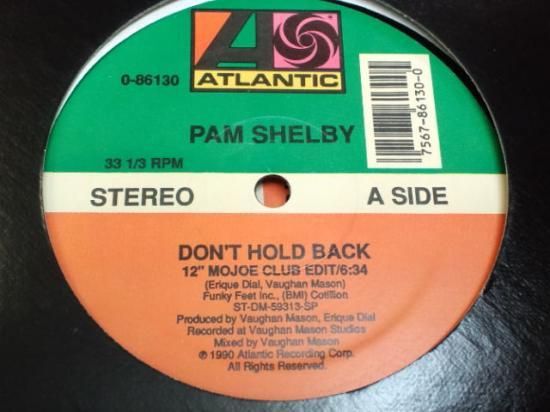 0-86130
ATLANTIC
PAM SHELBY
7567-86130-0
33 1/3 RPM
STEREO
A SIDE
DON'T HOLD BACK
12" MOJOE CLUB EDIT/6:34
(Erique Dial, Vaughan Mason)
Funky Feet Inc., (BMI) Cotillion
ST-DM-59313-SP
Produced by Vaughan Mason, Erique Dial
Recorded at Vaughan Mason Studios
Mixed by Vaughan Mason
℗ 1990 Atlantic Recording Corp.
All Rights Reserved.